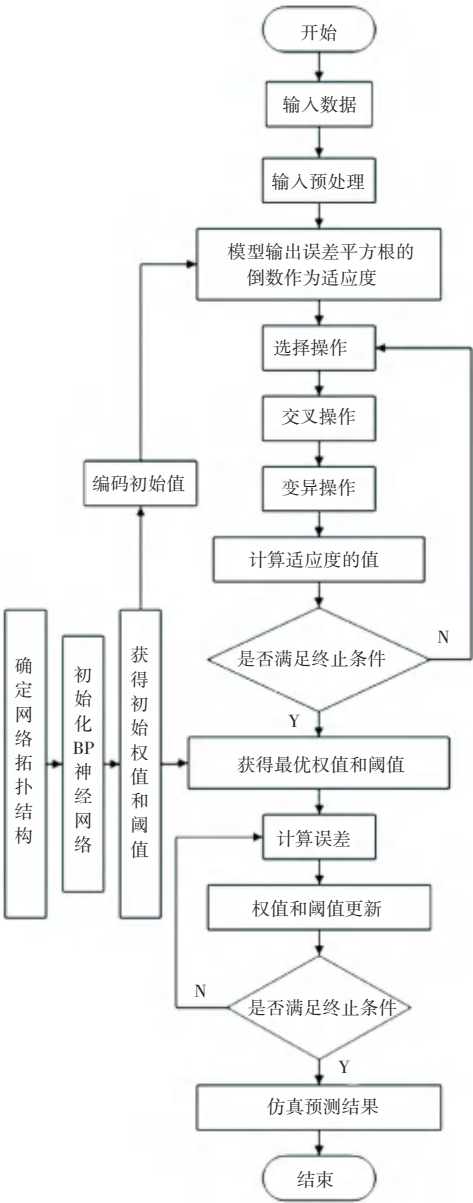 开始
输入数据
输入预处理
模型输出误差平方根的
倒数作为适应度
选择操作
交叉操作
编码初始值
变异操作
计算适应度的值
是否满足终止条件
N
Y
确定网络拓扑结构
初始化BP神经网络
获得初始权值和阈值
获得最优权值和阈值
计算误差
权值和阈值更新
是否满足终止条件
N
Y
仿真预测结果
结束